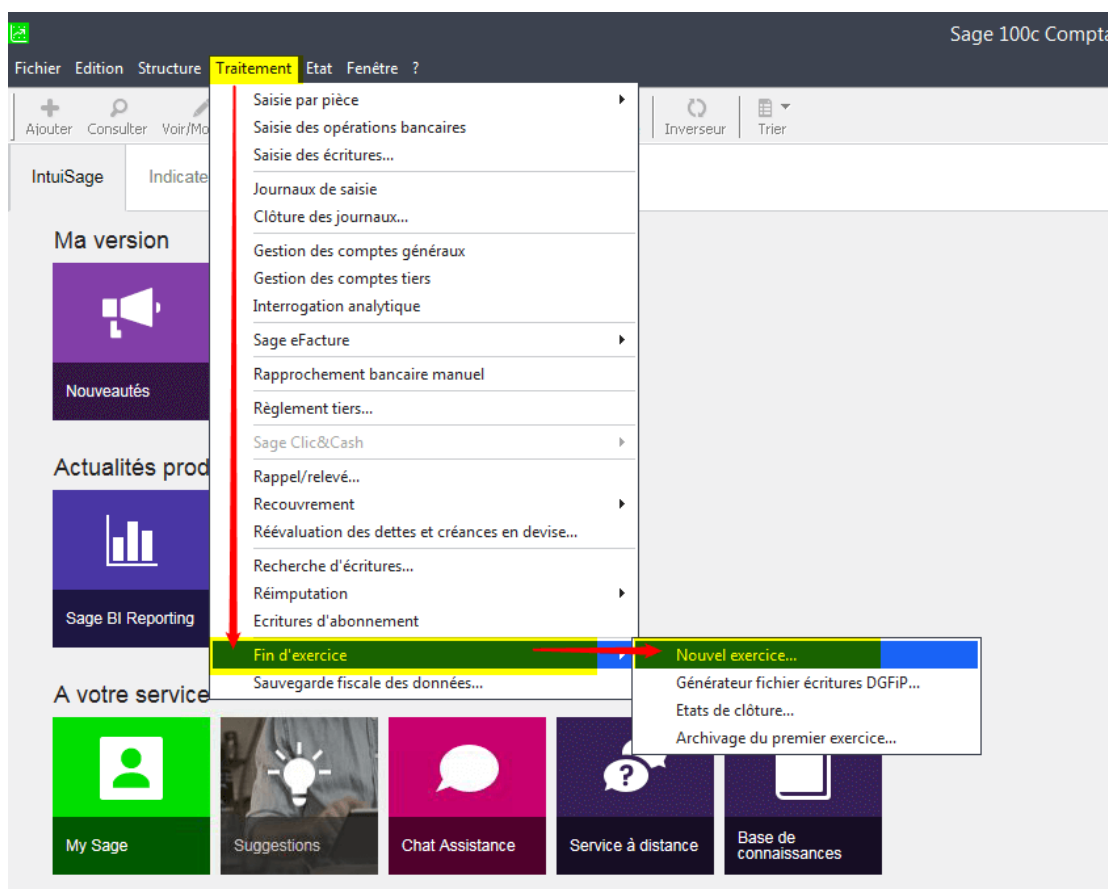 Sage 100c Compta
Fichier Edition Structure Traitement Etat Fenêtre ?
Ajouter Consulter Voir/Mo Inverseur Trier
IntuiSage Indicate
Saisie par pièce
Saisie des opérations bancaires
Saisie des écritures...
Journaux de saisie
Clôture des journaux...
Gestion des comptes généraux
Gestion des comptes tiers
Interrogation analytique
Sage eFacture
Rapprochement bancaire manuel
Règlement tiers...
Sage Clic&Cash
Rappel/relevé...
Recouvrement
Réévaluation des dettes et créances en devise...
Recherche d'écritures...
Réimputation
Ecritures d'abonnement
Fin d'exercice
Sauvegarde fiscale des données...
Nouvel exercice...
Générateur fichier écritures DGFiP...
Etats de clôture...
Archivage du premier exercice...
Ma version
Nouveautés
Actualités prod
Sage BI Reporting
A votre service
My Sage
Suggestions
Chat Assistance
Service à distance
Base de
connaissances